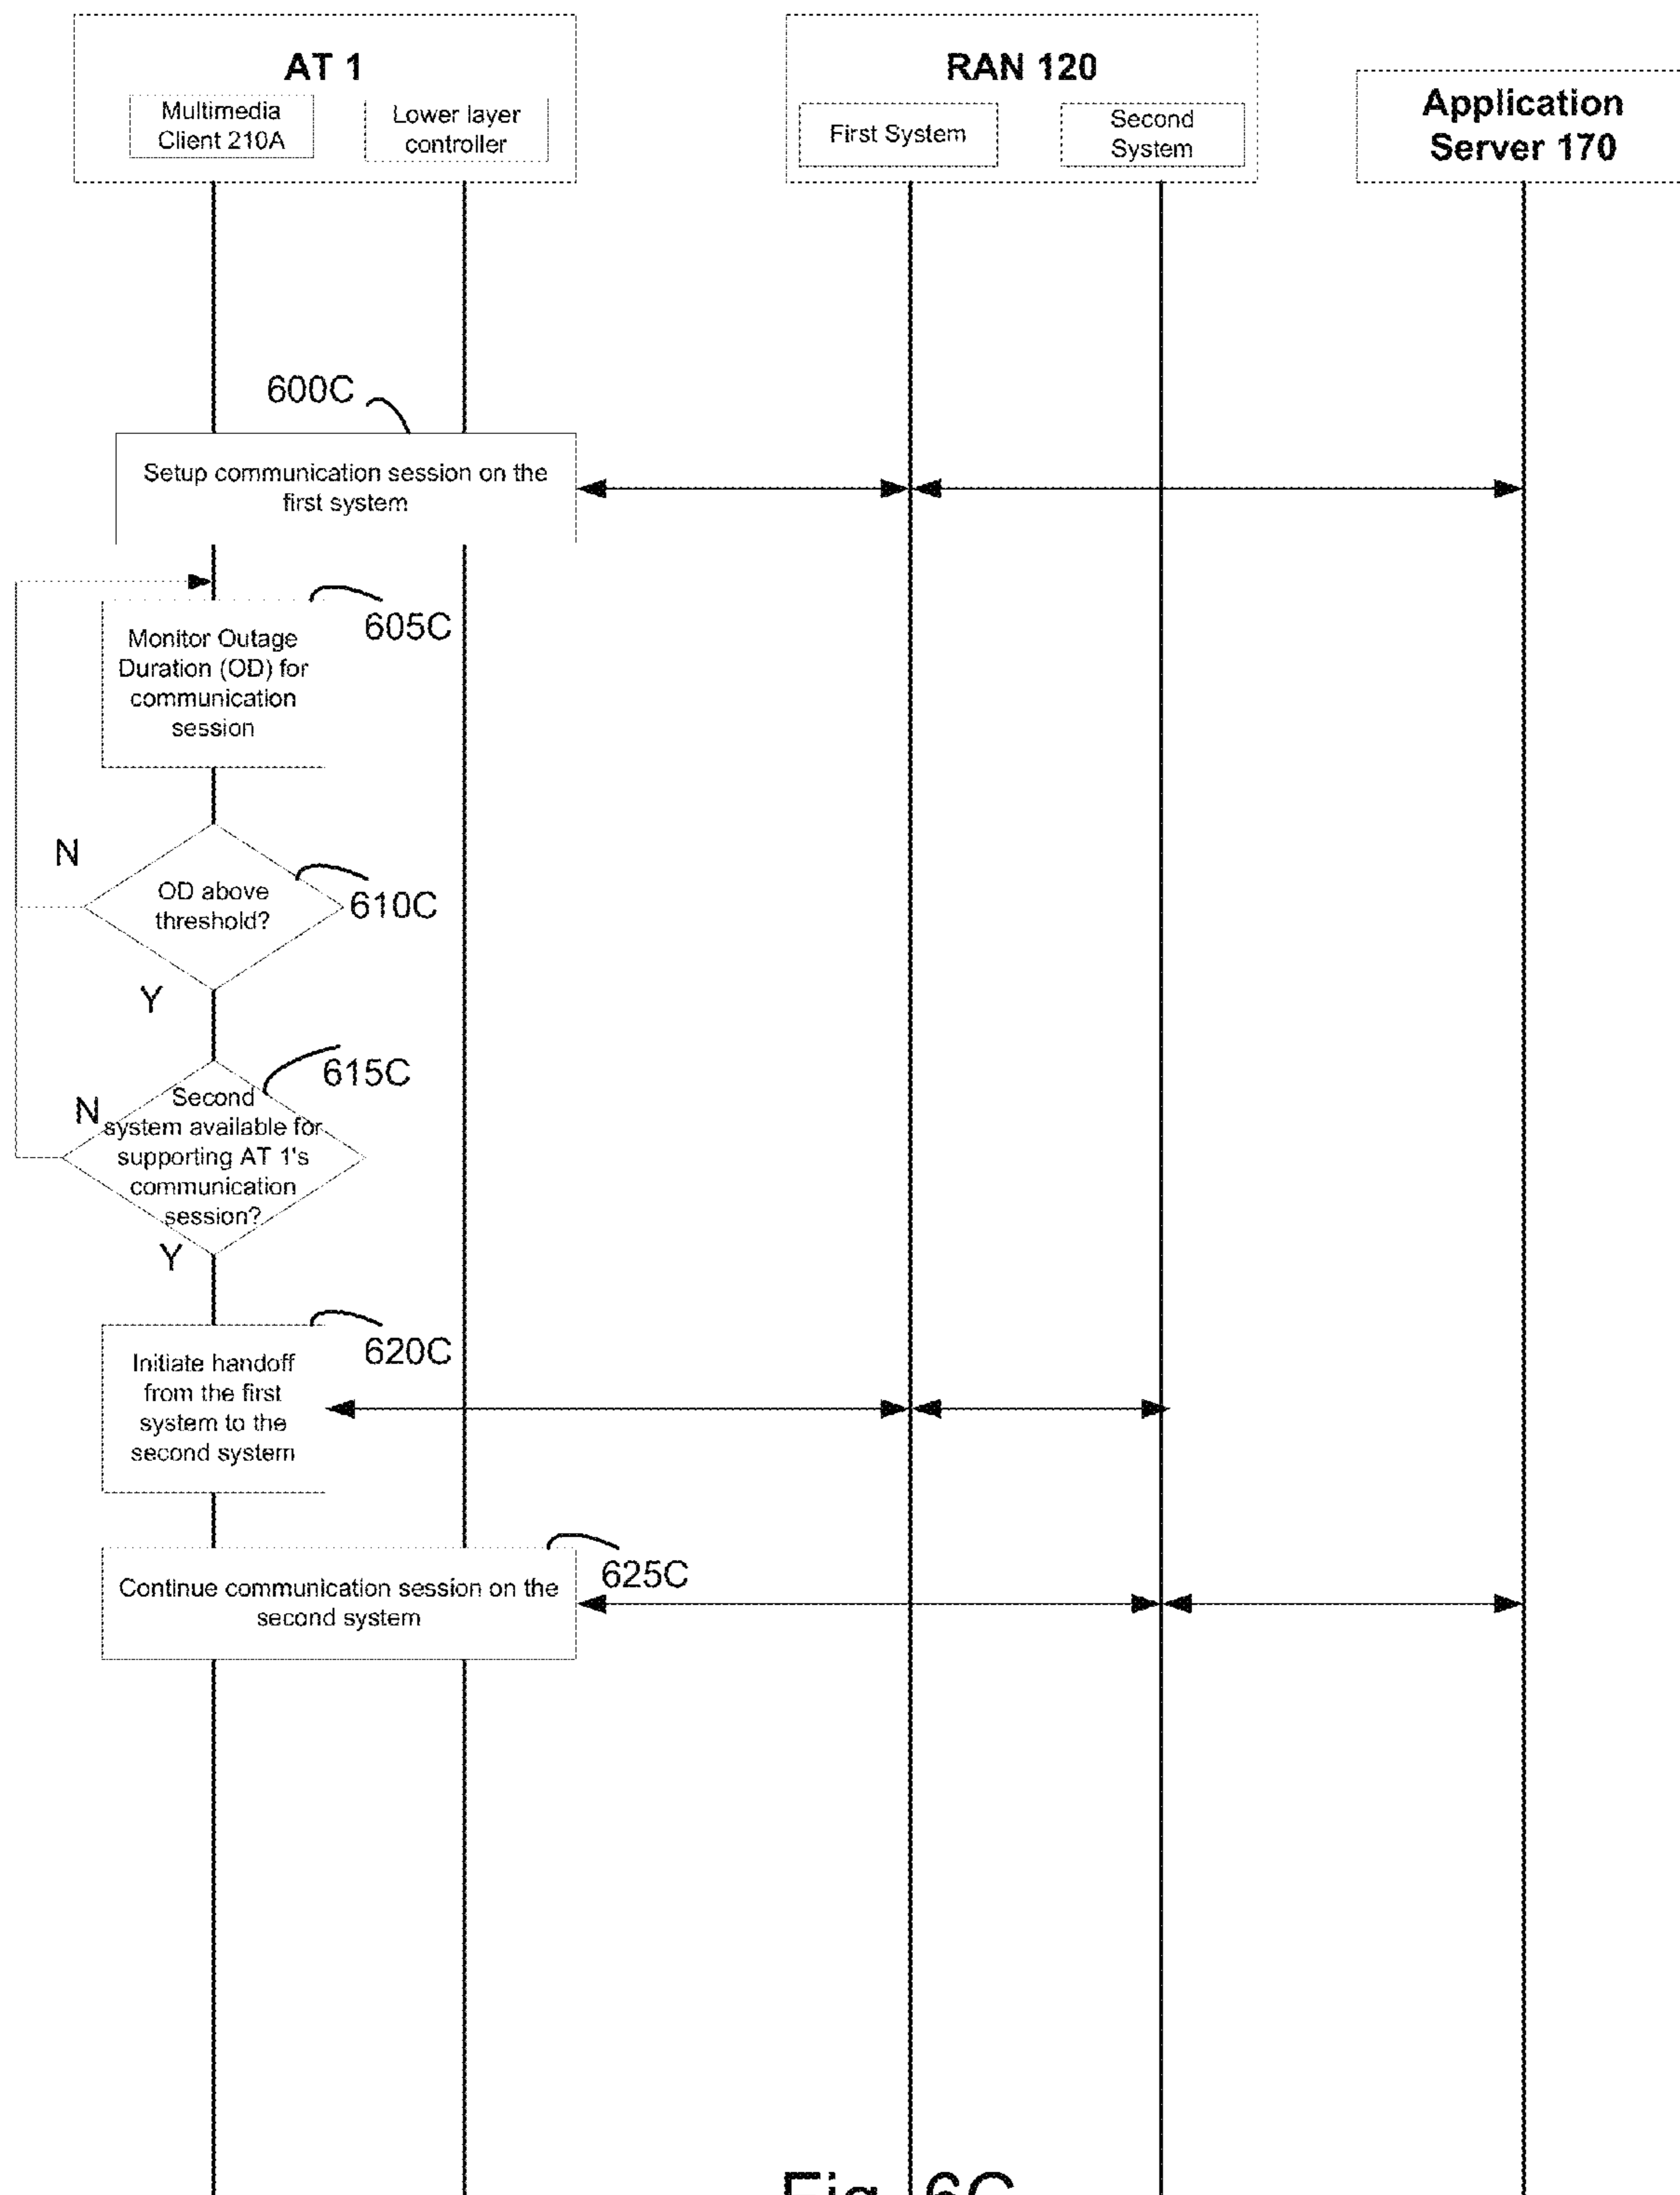 AT 1
Multimedia
Client 210A
Lower layer
controller
RAN 120
First System
Second
System
Application
Server 170
600C
Setup communication session on the
first system
605C
Monitor Outage
Duration (OD) for
communication
session
N
OD above
threshold?
610C
Y
615C
N
Second
system available for
supporting AT 1's
communication
session?
Y
620C
Initiate handoff
from the first
system to the
second system
625C
Continue communication session on the
second system
Fig. 6C